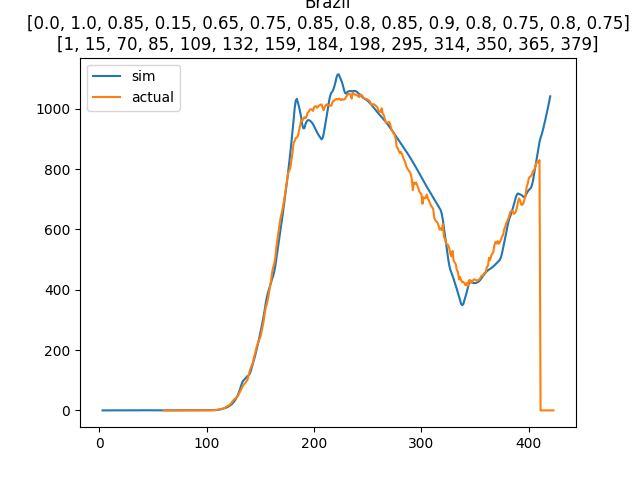 Brazil
[0.0, 1.0, 0.85, 0.15, 0.65, 0.75, 0.85, 0.8, 0.85, 0.9, 0.8, 0.75, 0.8, 0.75]
[1, 15, 70, 85, 109, 132, 159, 184, 198, 295, 314, 350, 365, 379]
sim
actual
1000
800
600
400
200
0
0 100 200 300 400